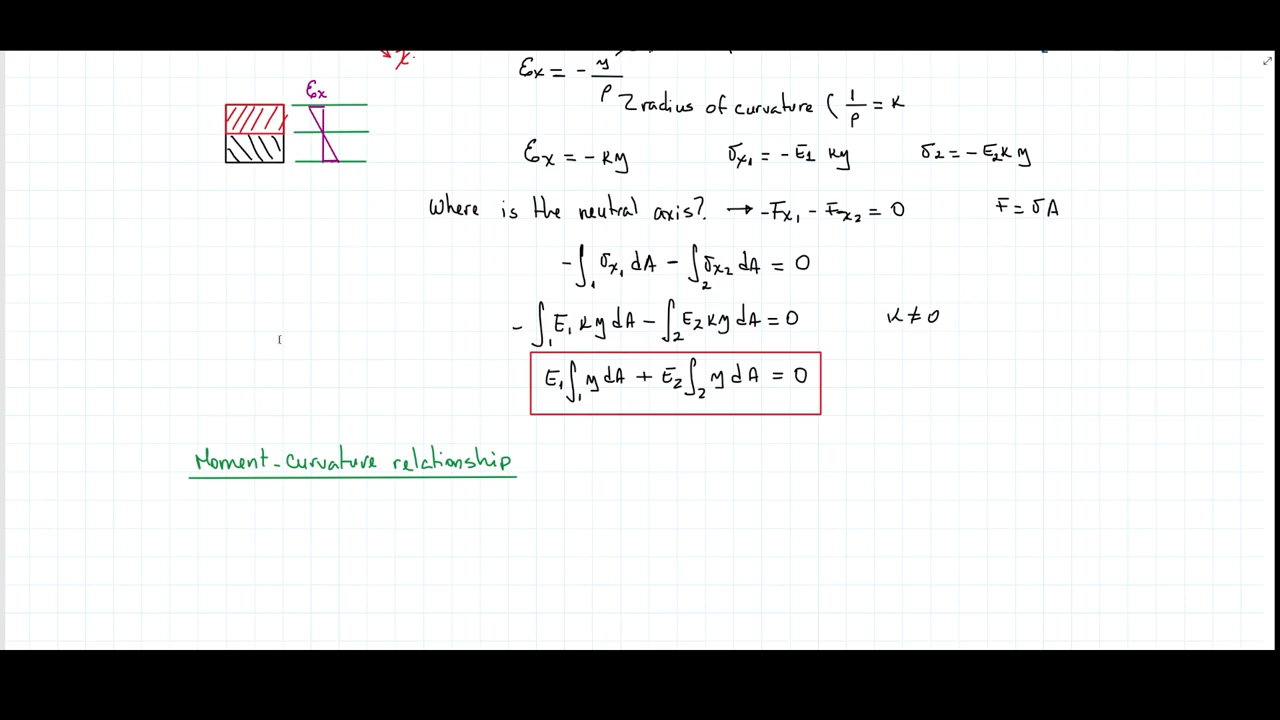 x.
εx = - y/ρ
εx
radius of curvature ( 1/ρ = κ
εx = - κy   σx1 = - E1 κy   σ2 = - E2 κ y
Where is the neutral axis? → -Fx1 - Fx2 = 0   F = σA
- ∫1 σx1 dA - ∫2 σx2 dA = 0
- ∫1 E1 κ y dA - ∫2 E2 κy dA = 0   κ ≠ 0
E1 ∫1 y dA + E2 ∫2 y dA = 0
Moment-curvature relationship